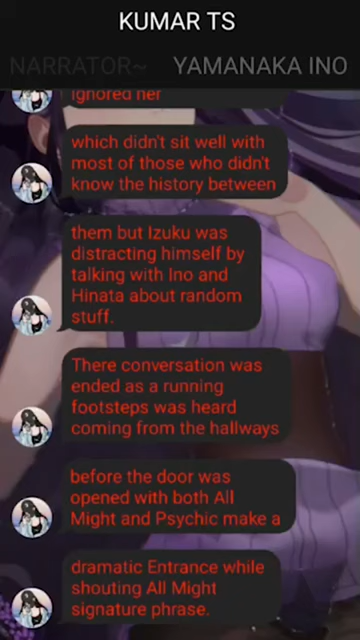 KUMAR TS
NARRATOR~ YAMANAKA INO
ignored her
which didn't sit well with
most of those who didn't
know the history between
them but Izuku was
distracting himself by
talking with Ino and
Hinata about random
stuff.
There conversation was
ended as a running
footsteps was heard
coming from the hallways
before the door was
opened with both All
Might and Psychic make a
dramatic Entrance while
shouting All Might
signature phrase.